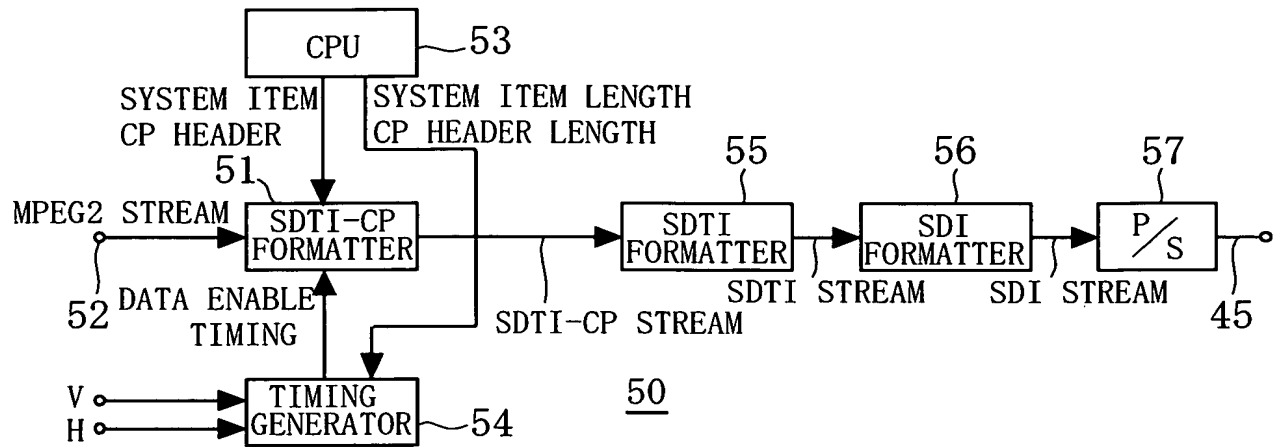 CPU
53
SYSTEM ITEM
CP HEADER
SYSTEM ITEM LENGTH
CP HEADER LENGTH
51
55
56
57
MPEG2 STREAM
SDTI-CP
FORMATTER
SDTI
FORMATTER
SDI
FORMATTER
P/S
52
DATA ENABLE
TIMING
SDTI-CP STREAM
SDTI STREAM
SDI STREAM
45
V
H
TIMING
GENERATOR
54
50